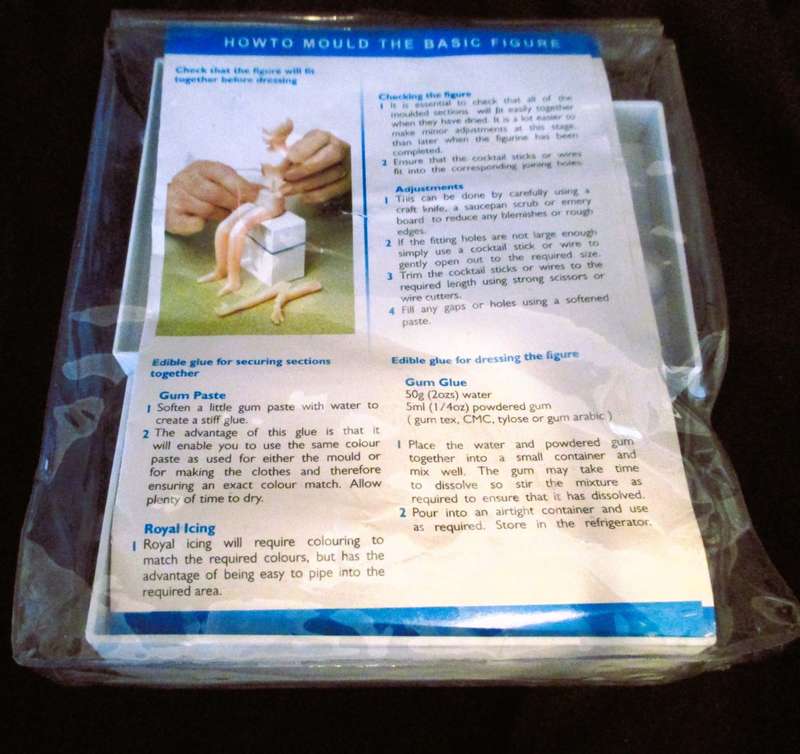 HOWTO MOULD THE BASIC FIGURE
Check that the figure will fit
together before dressing
Checking the figure
1 It is essential to check that all of the
moulded sections will fit easily together
when they have dried. It is a lot easier to
make minor adjustments at this stage,
than later when the figurine has been
completed.
2 Ensure that the cocktail sticks or wires
fit into the corresponding joining holes
Adjustments
1 This can be done by carefully using a
craft knife, a saucepan scrub or emery
board to reduce any blemishes or rough
edges.
2 If the fitting holes are not large enough
simply use a cocktail stick or wire to
gently open out to the required size.
3 Trim the cocktail sticks or wires to the
required length using strong scissors or
wire cutters.
4 Fill any gaps or holes using a softened
paste.
Edible glue for securing sections
together
Gum Paste
1 Soften a little gum paste with water to
create a stiff glue.
2 The advantage of this glue is that it
will enable you to use the same colour
paste as used for either the mould or
for making the clothes and therefore
ensuring an exact colour match. Allow
plenty of time to dry.
Royal Icing
1 Royal icing will require colouring to
match the required colours, but has the
advantage of being easy to pipe into the
required area.
Edible glue for dressing the figure
Gum Glue
50g (2ozs) water
5ml (1/4oz) powdered gum
( gum tex, CMC, tylose or gum arabic )
1 Place the water and powdered gum
together into a small container and
mix well. The gum may take time
to dissolve so stir the mixture as
required to ensure that it has dissolved.
2 Pour into an airtight container and use
as required. Store in the refrigerator.